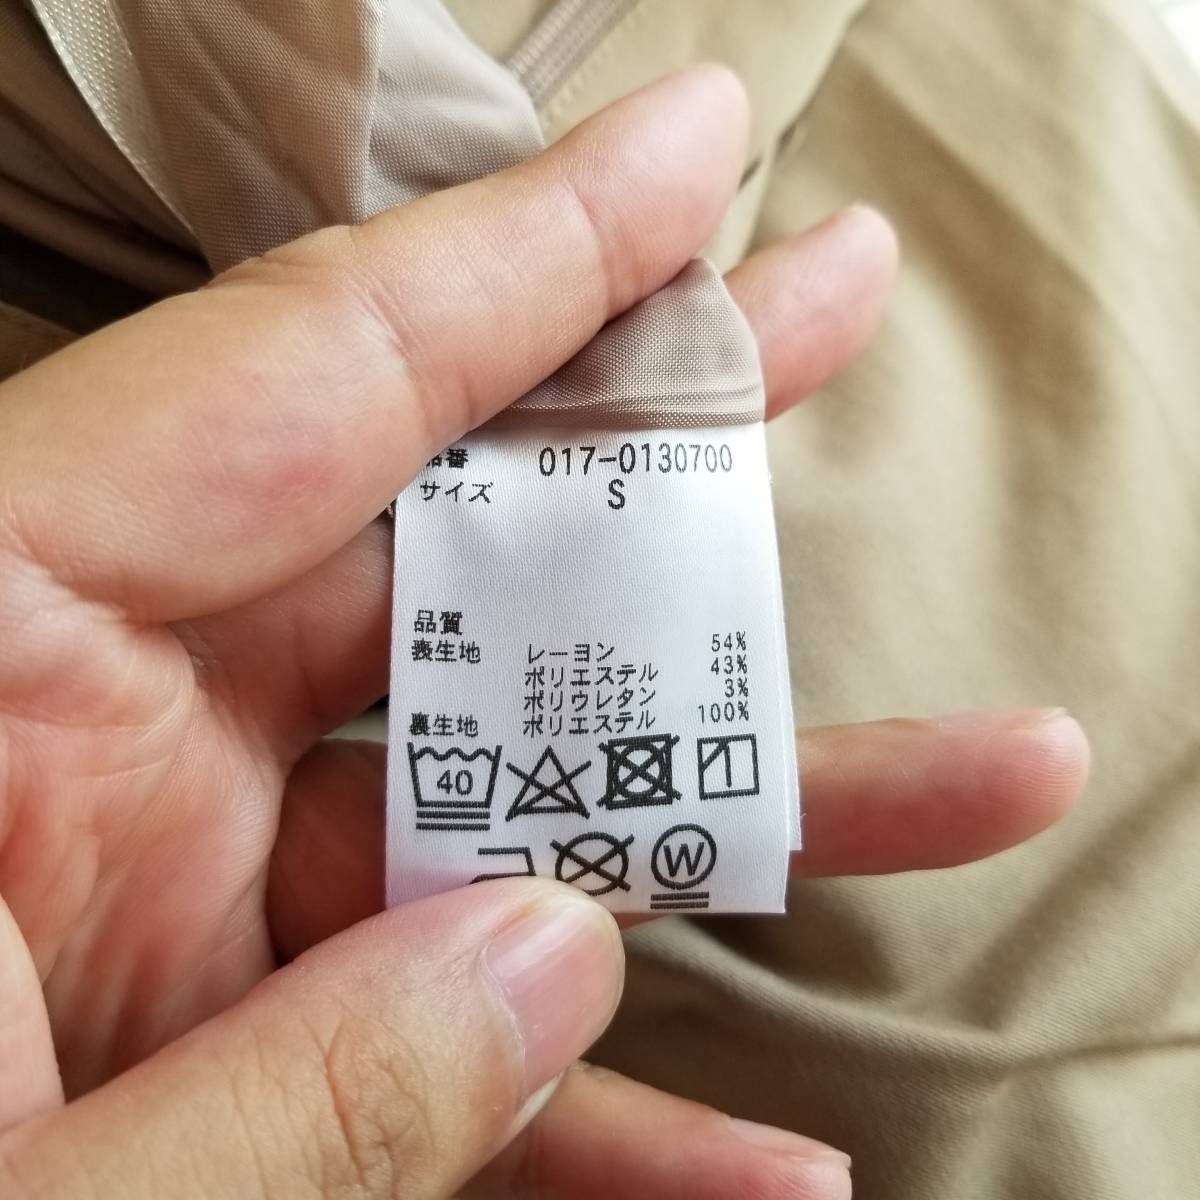 品番 017-0130700
サイズ S
品質
表生地 レーヨン 54%
ポリエステル 43%
ポリウレタン 3%
裏生地 ポリエステル 100%
40
W